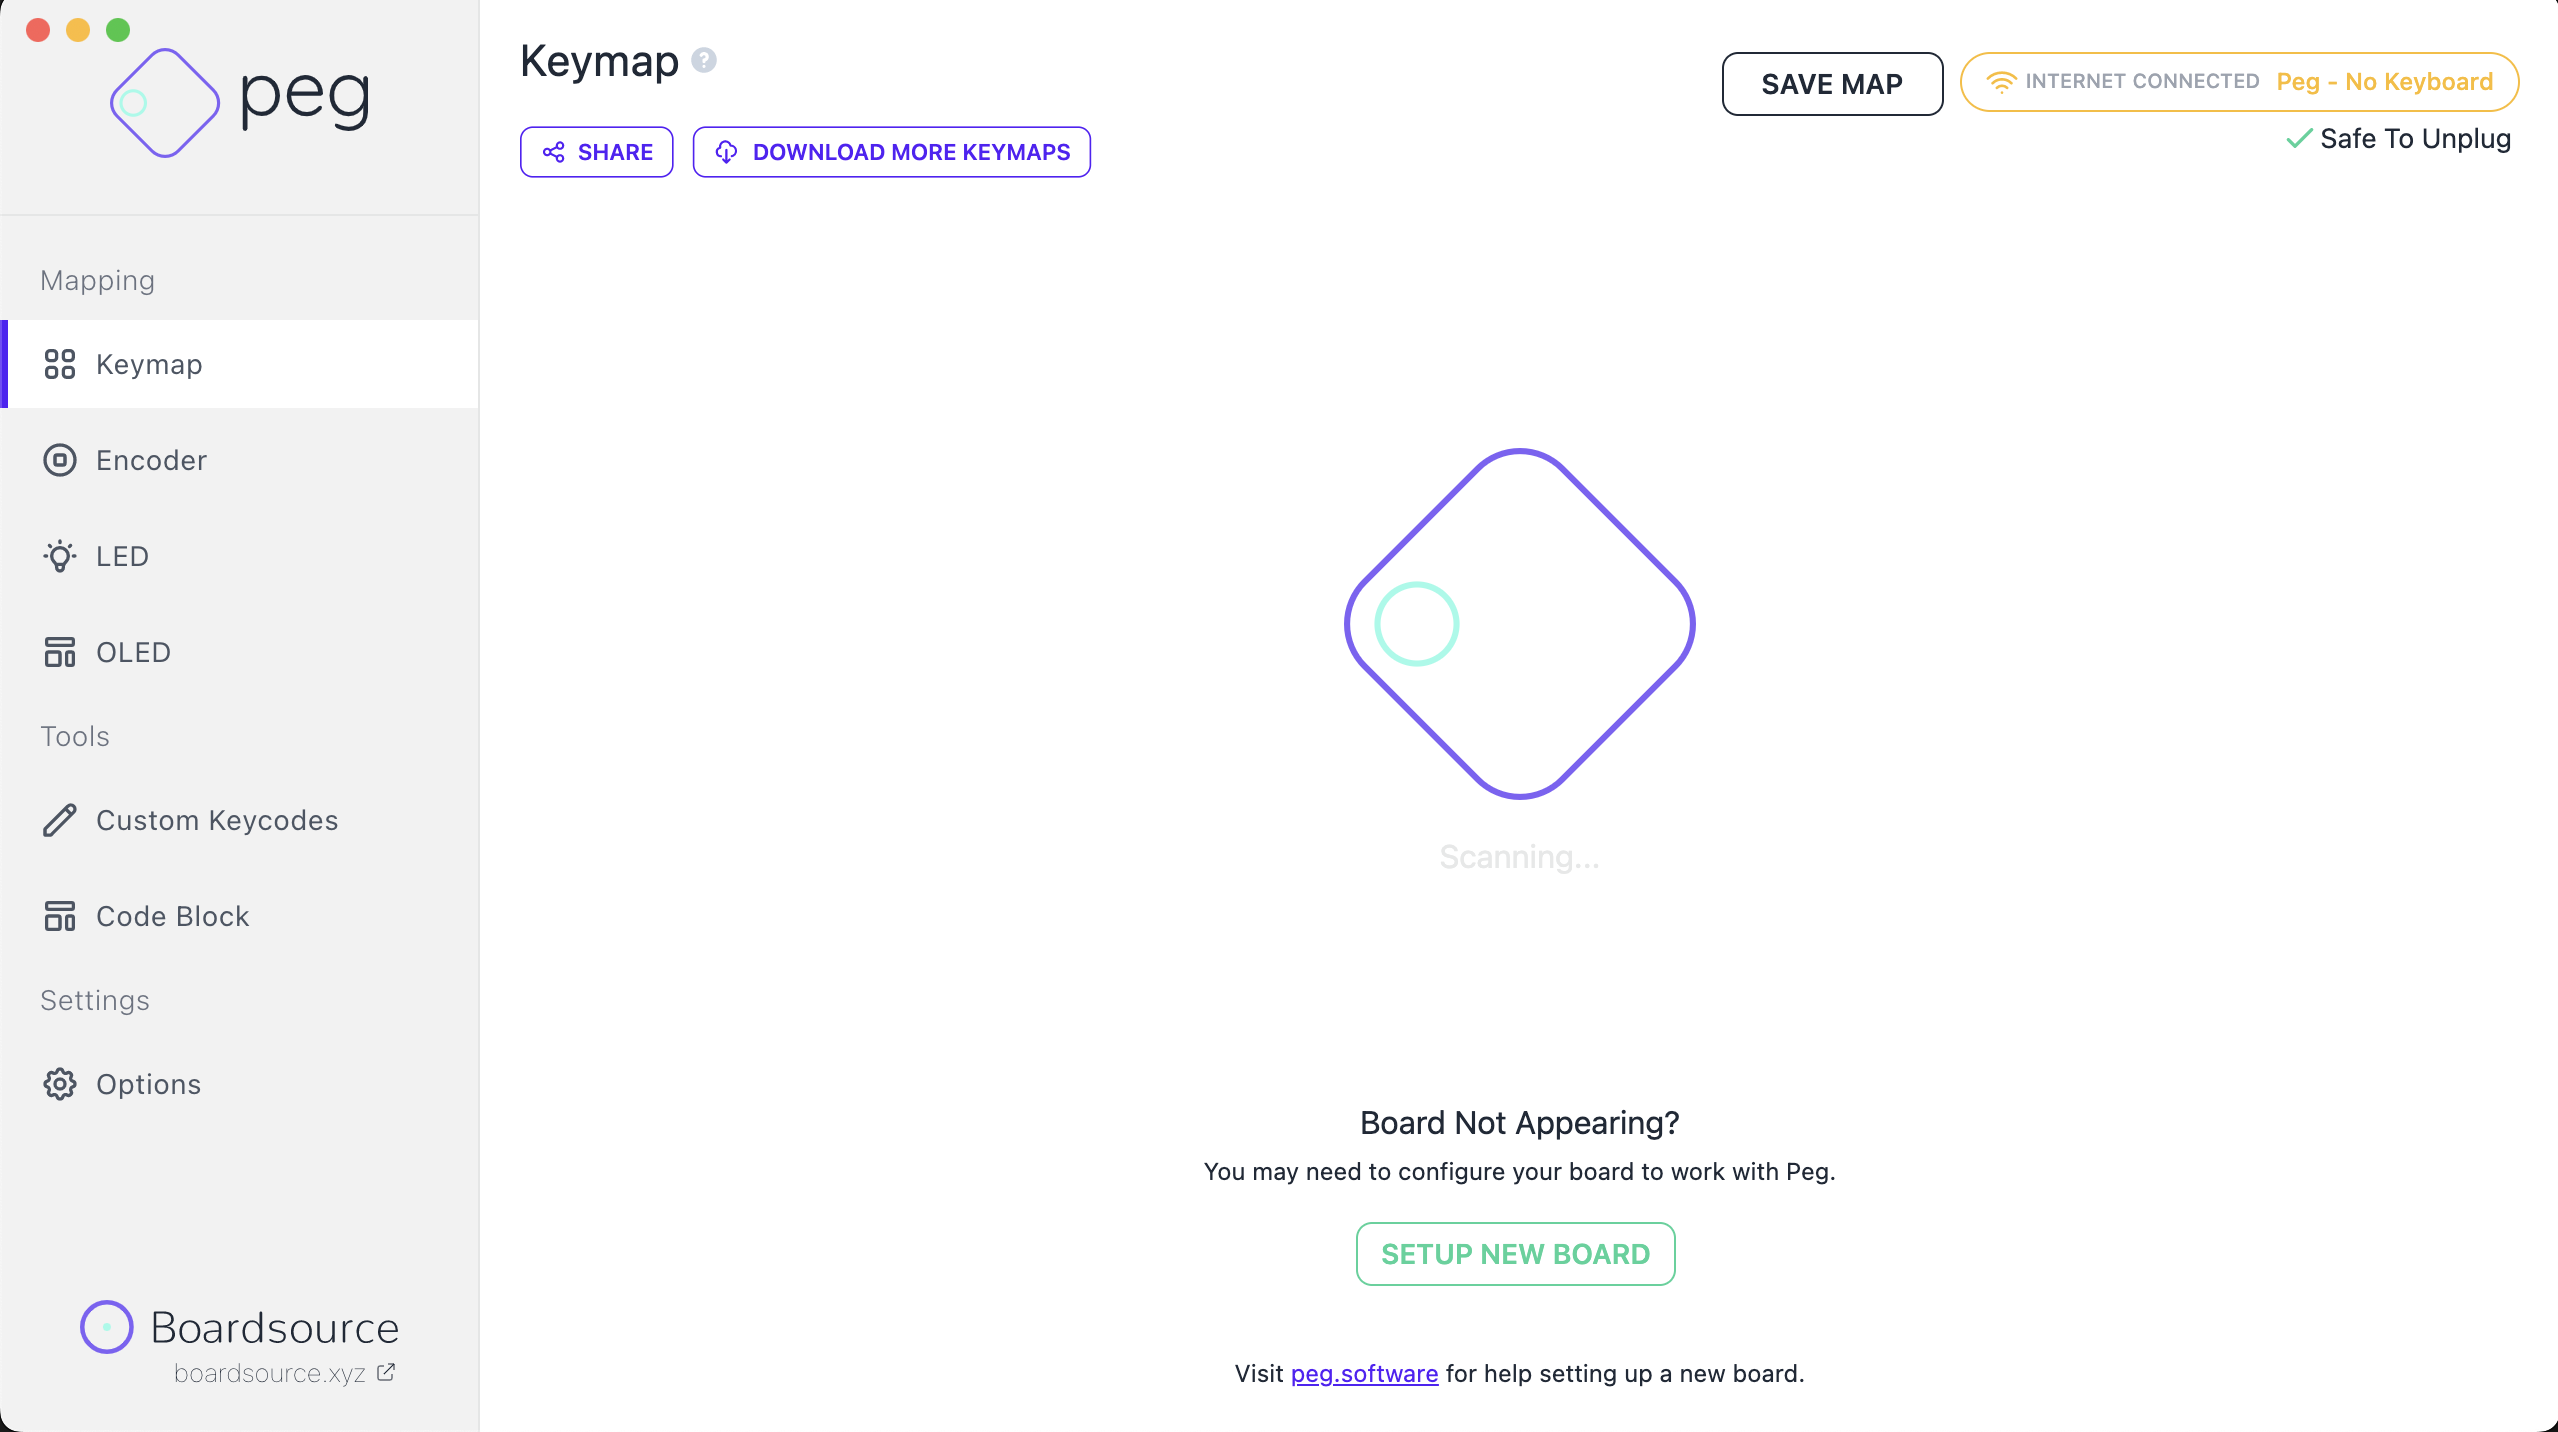 peg
Mapping
Keymap
Encoder
LED
OLED
Tools
Custom Keycodes
Code Block
Settings
Options
Boardsource
boardsource.xyz
Keymap ?
SHARE
DOWNLOAD MORE KEYMAPS
SAVE MAP
INTERNET CONNECTED Peg - No Keyboard
Safe To Unplug
Scanning...
Board Not Appearing?
You may need to configure your board to work with Peg.
SETUP NEW BOARD
Visit peg.software for help setting up a new board.